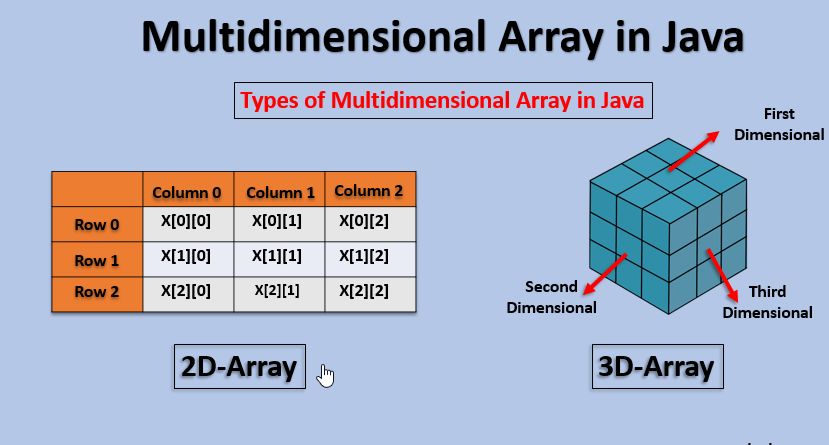 Multidimensional Array in Java
Types of Multidimensional Array in Java
Column 0 Column 1 Column 2
Row 0 X[0][0] X[0][1] X[0][2]
Row 1 X[1][0] X[1][1] X[1][2]
Row 2 X[2][0] X[2][1] X[2][2]
2D-Array
First
Dimensional
Second
Dimensional
Third
Dimensional
3D-Array